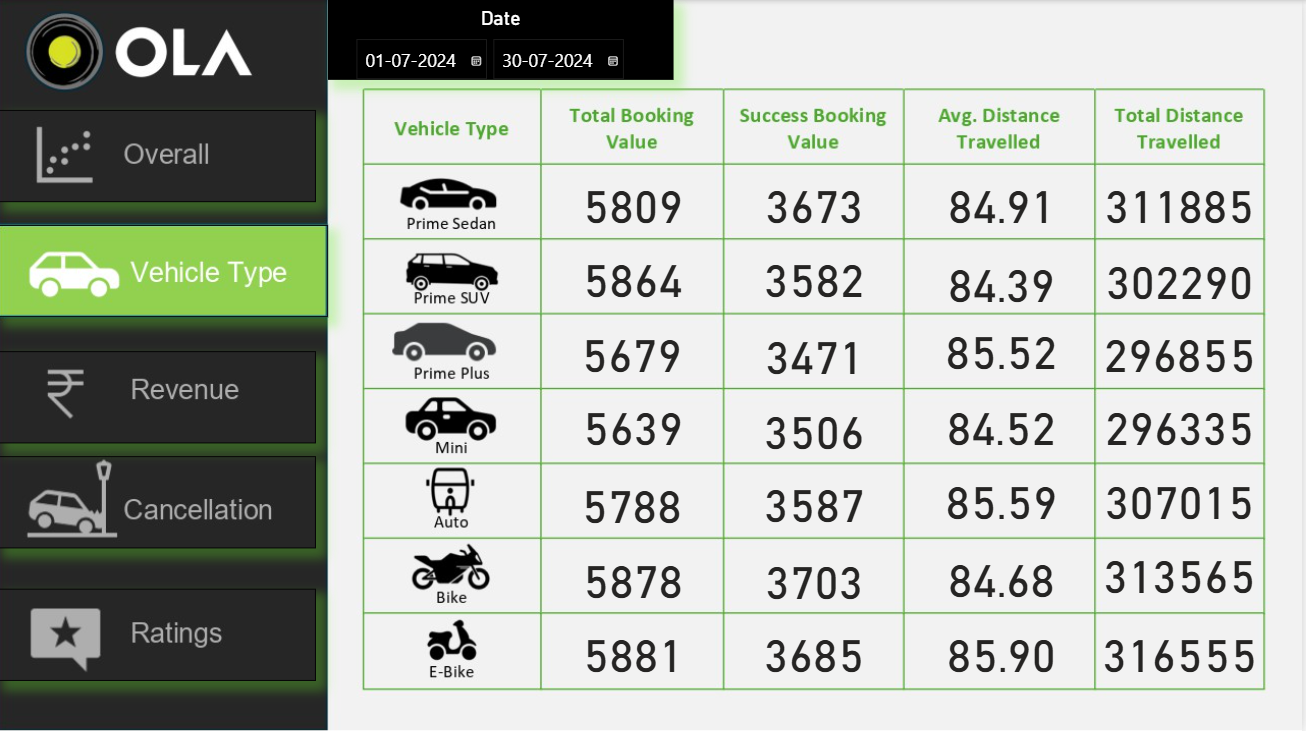 OLA
Overall
Vehicle Type
Revenue
Cancellation
Ratings
Date
01-07-2024 30-07-2024
Vehicle Type Total Booking Value Success Booking Value Avg. Distance Travelled Total Distance Travelled
Prime Sedan 5809 3673 84.91 311885
Prime SUV 5864 3582 84.39 302290
Prime Plus 5679 3471 85.52 296855
Mini 5639 3506 84.52 296335
Auto 5788 3587 85.59 307015
Bike 5878 3703 84.68 313565
E-Bike 5881 3685 85.90 316555